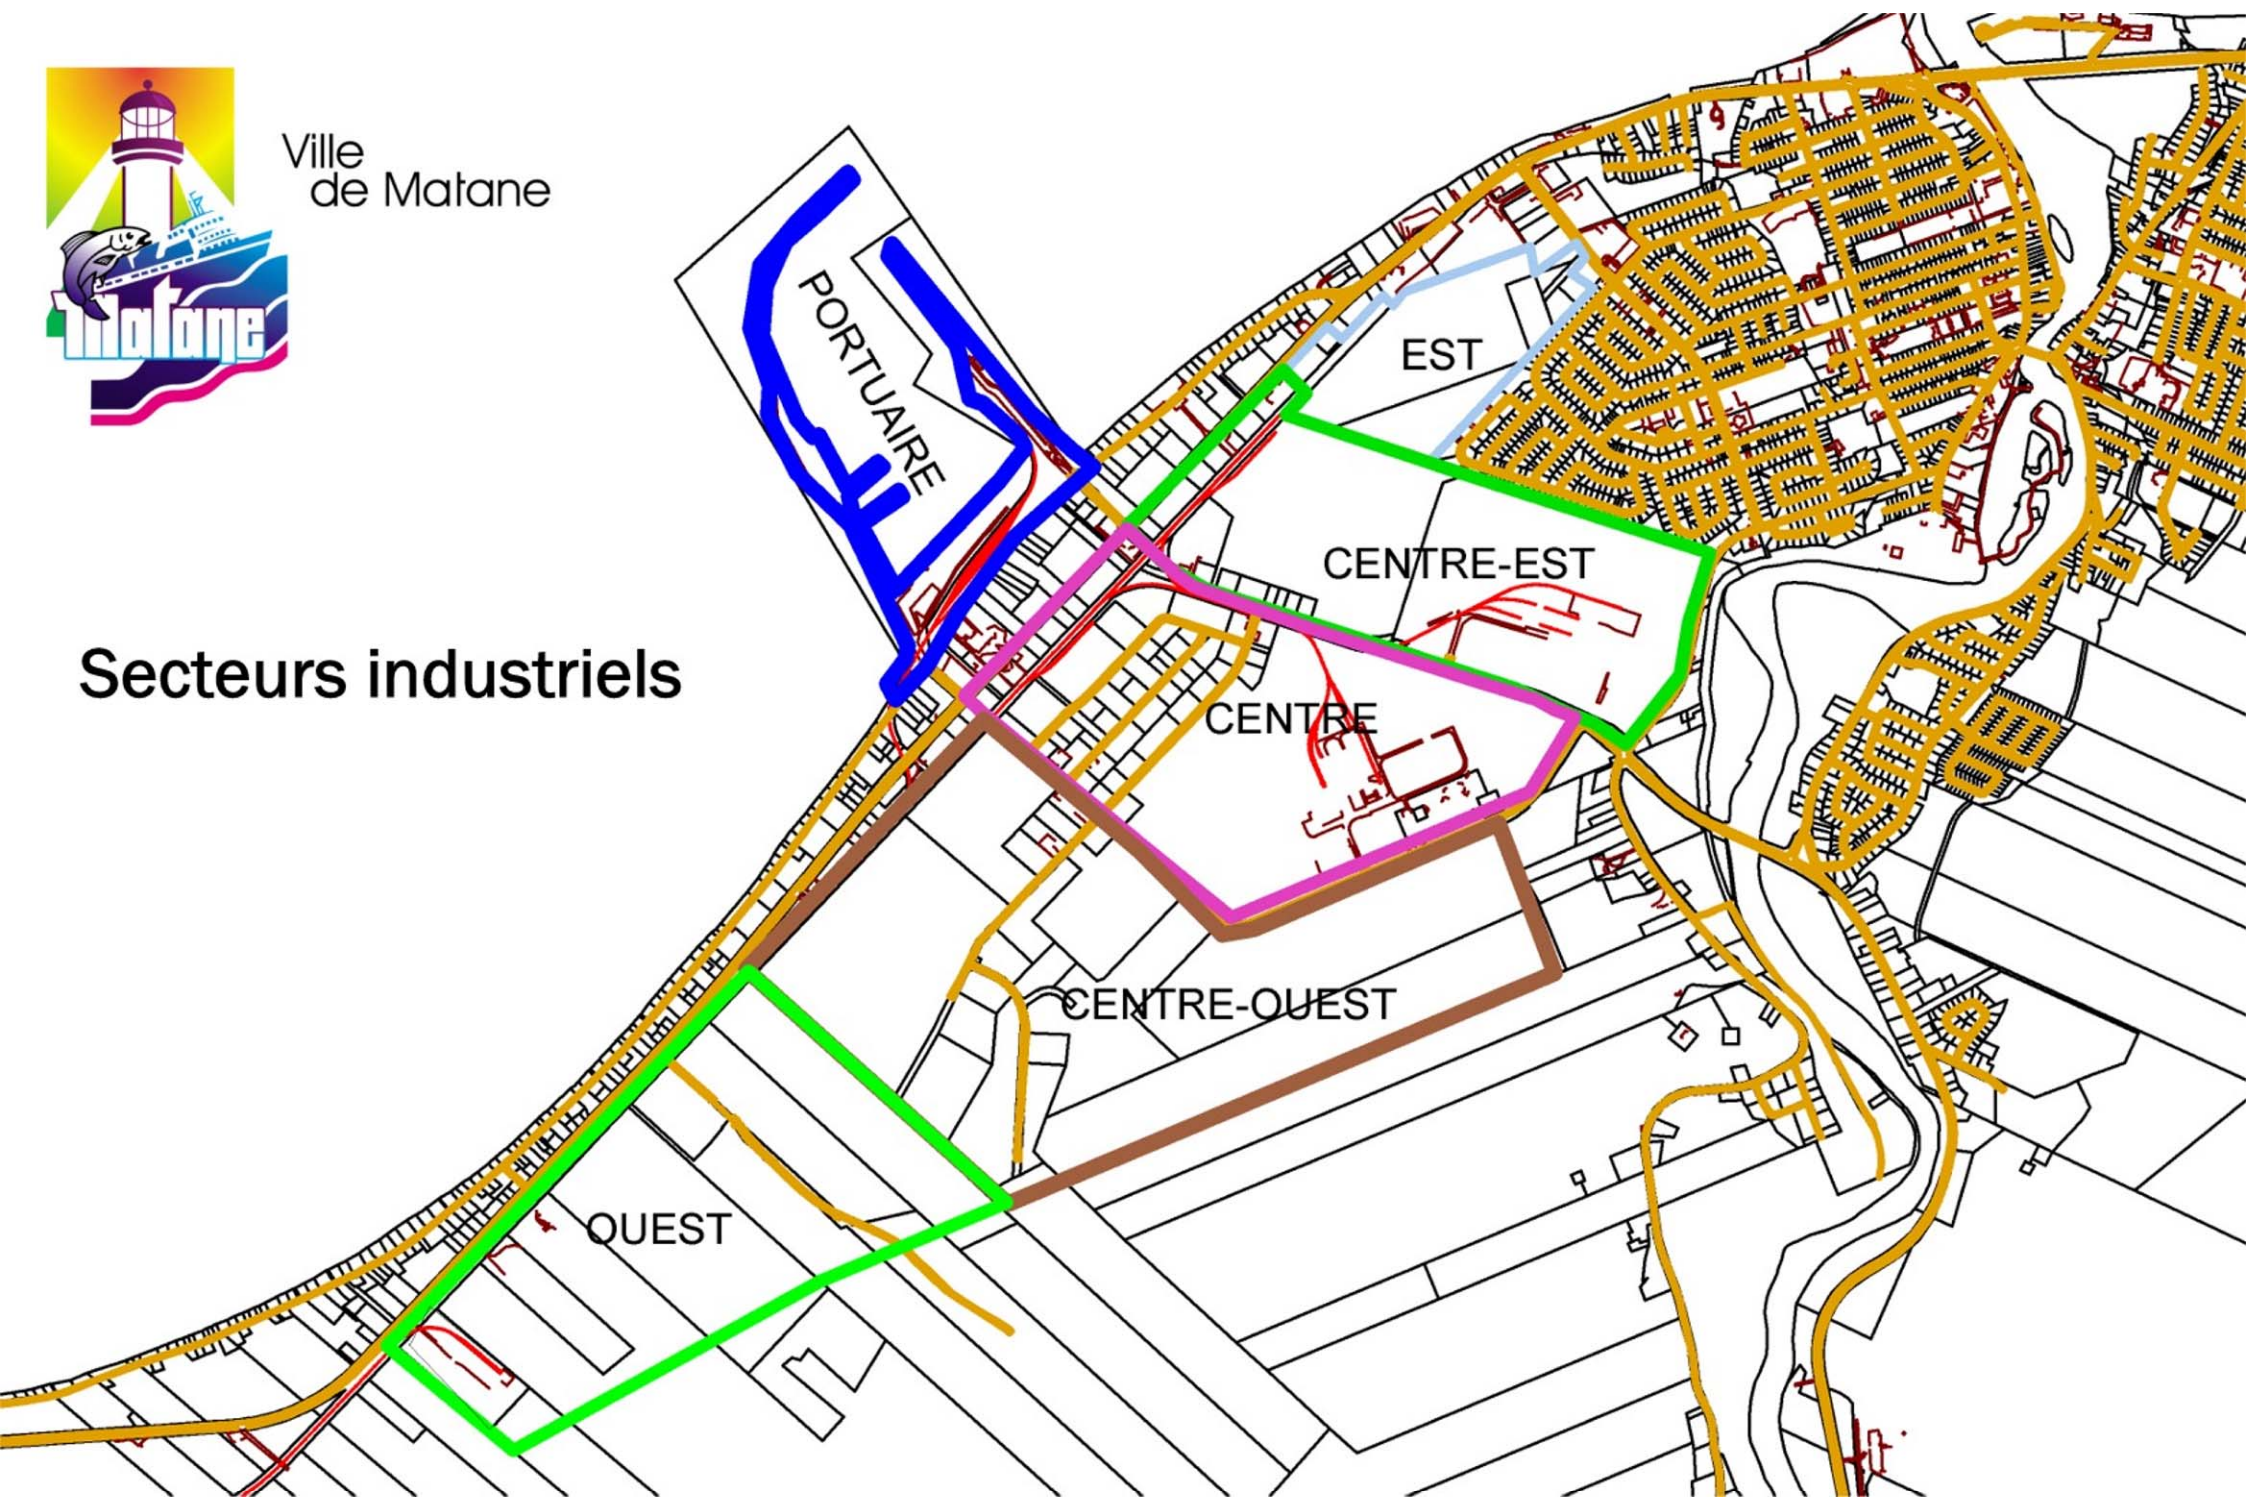 Ville
de Matane
Matane
PORTUAIRE
EST
CENTRE-EST
Secteurs industriels
CENTRE
CENTRE-OUEST
OUEST